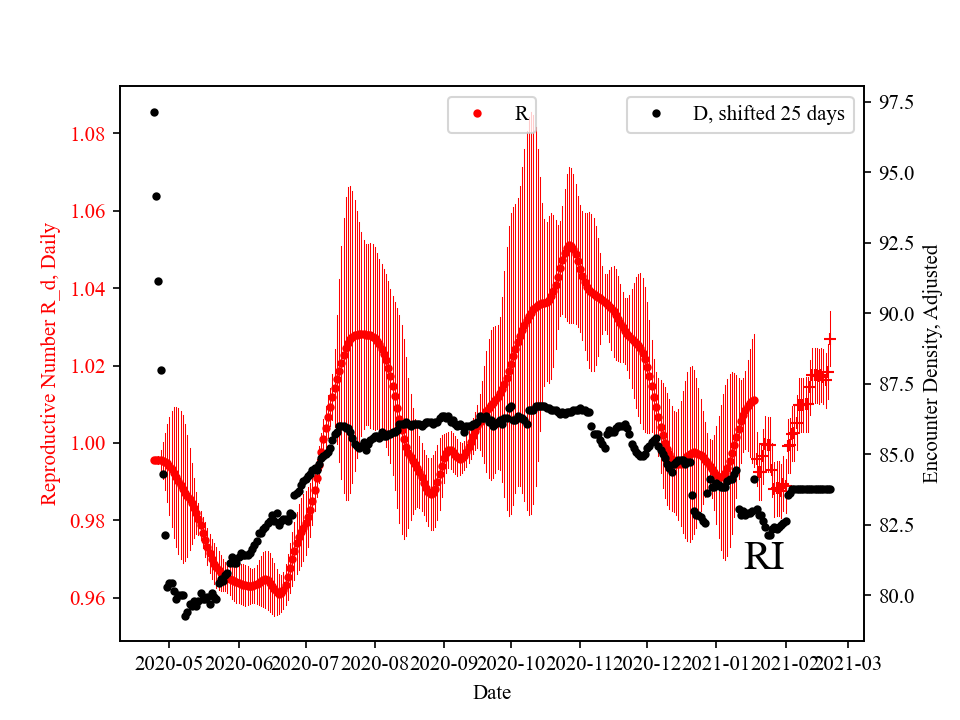 R
D, shifted 25 days
1.08
1.06
1.04
1.02
1.00
0.98
0.96
Reproductive Number R_d, Daily
97.5
95.0
92.5
90.0
87.5
85.0
82.5
80.0
Encounter Density, Adjusted
RI
2020-05 2020-06 2020-07 2020-08 2020-09 2020-10 2020-11 2020-12 2021-01 2021-02 2021-03
Date